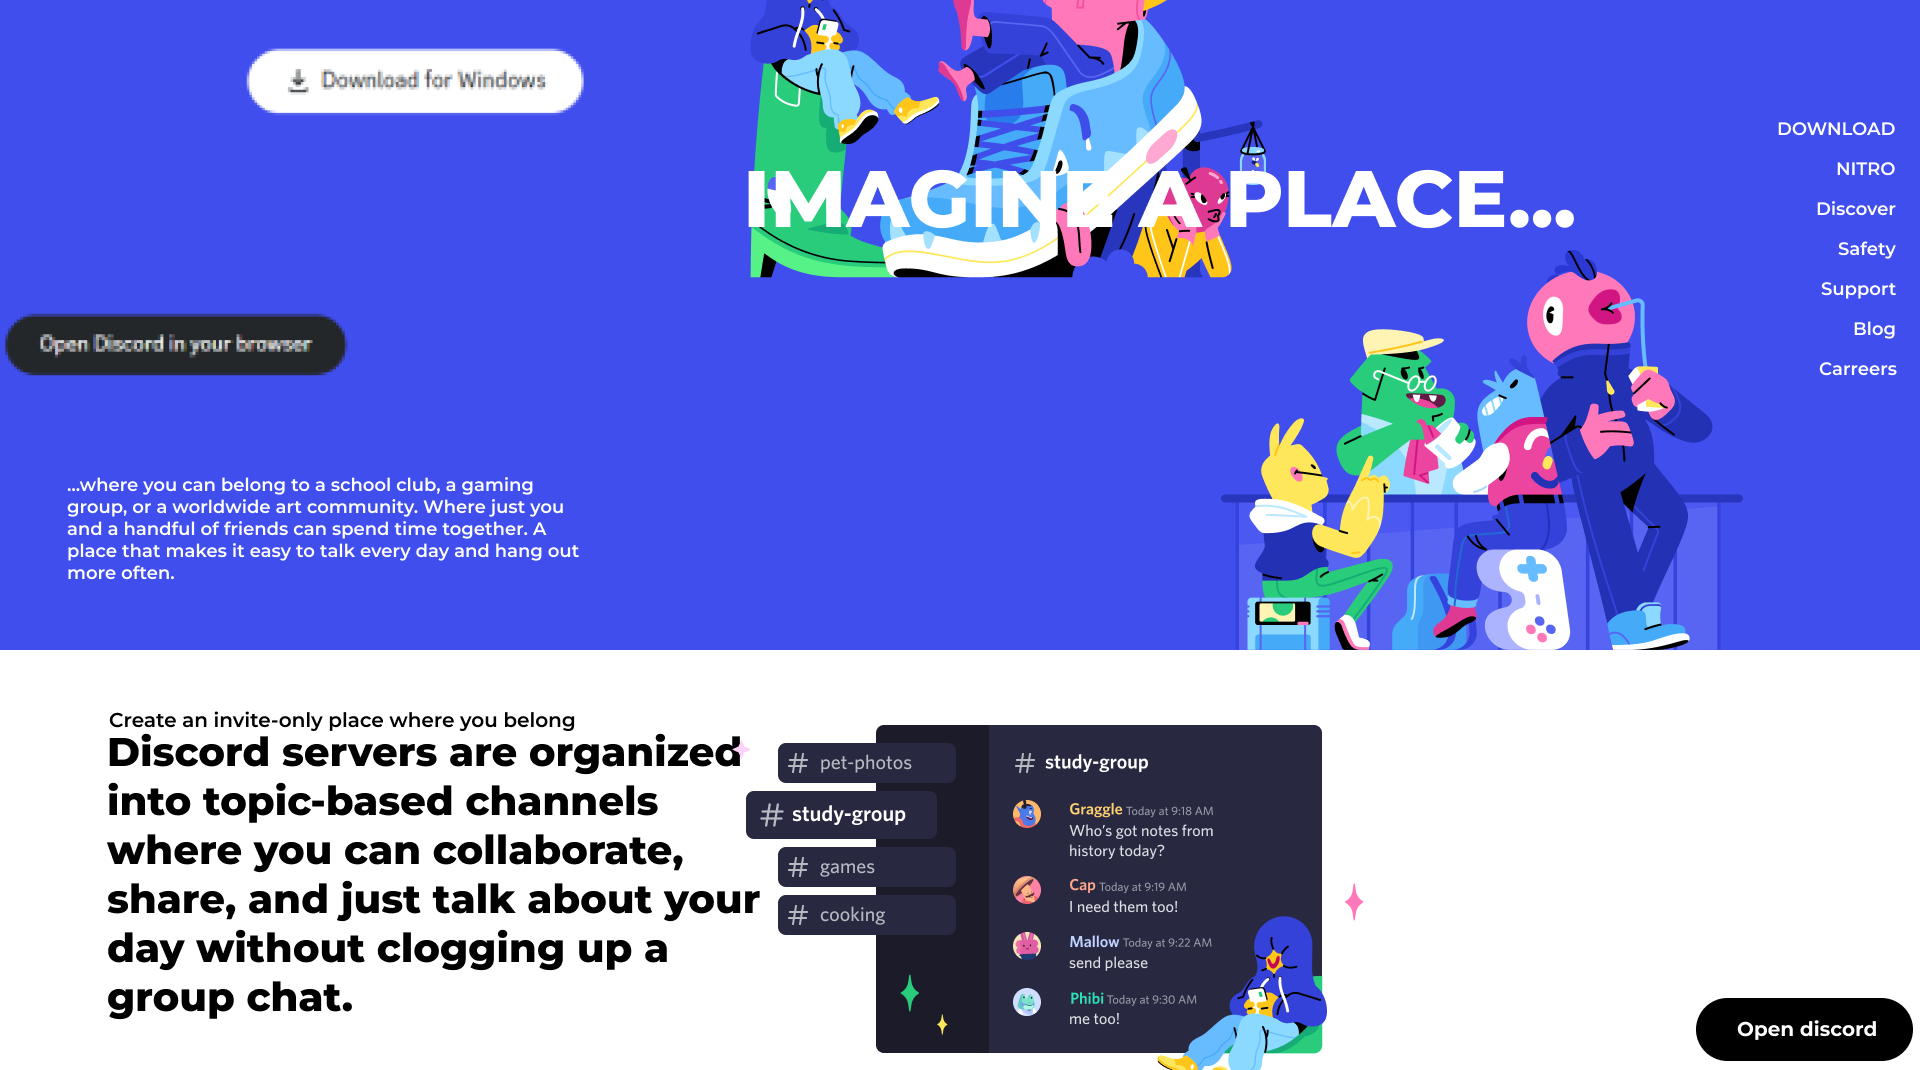 Download for Windows
DOWNLOAD
NITRO
Discover
Safety
Support
Blog
Carreers
IMAGINE A PLACE...
Open Discord in your browser
...where you can belong to a school club, a gaming
group, or a worldwide art community. Where just you
and a handful of friends can spend time together. A
place that makes it easy to talk every day and hang out
more often.
Create an invite-only place where you belong
Discord servers are organized
into topic-based channels
where you can collaborate,
share, and just talk about your
day without clogging up a
group chat.
# pet-photos
# study-group
# games
# cooking
# study-group
Graggle Today at 9:18 AM
Who's got notes from
history today?
Cap Today at 9:19 AM
I need them too!
Mallow Today at 9:22 AM
send please
Phibi Today at 9:30 AM
me too!
Open discord